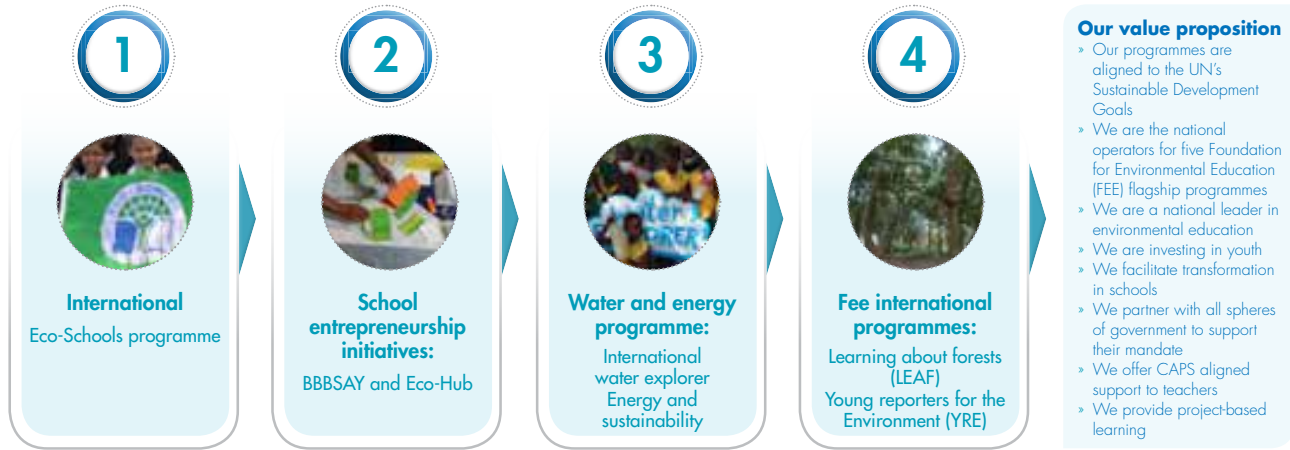 1
International
Eco-Schools programme
2
School
entrepreneurship
initiatives:
BBBSAY and Eco-Hub
3
Water and energy
programme:
International
water explorer
Energy and
sustainability
4
Fee international
programmes:
Learning about forests
(LEAF)
Young reporters for the
Environment (YRE)
Our value proposition
» Our programmes are
aligned to the UN's
Sustainable Development
Goals
» We are the national
operators for five Foundation
for Environmental Education
(FEE) flagship programmes
» We are a national leader in
environmental education
» We are investing in youth
» We facilitate transformation
in schools
» We partner with all spheres
of government to support
their mandate
» We offer CAPS aligned
support to teachers
» We provide project-based
learning